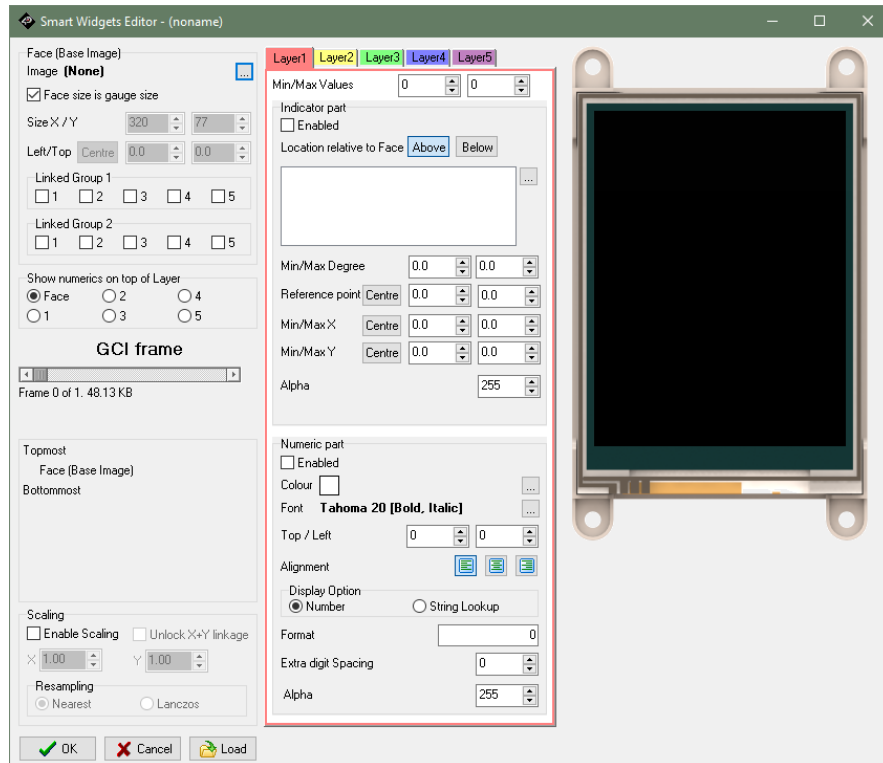 Smart Widgets Editor - (noname)
Face (Base Image)
Image (None)
...
Face size is gauge size
Size X / Y 320 77
Left/Top Centre 0.0 0.0
Linked Group 1
1 2 3 4 5
Linked Group 2
1 2 3 4 5
Show numerics on top of Layer
Face 2 4
1 3 5
GCI frame
Frame 0 of 1. 48.13 KB
Topmost
Face (Base Image)
Bottommost
Scaling
Enable Scaling Unlock X+Y linkage
X 1.00 Y 1.00
Resampling
Nearest Lanczos
OK Cancel Load
Layer1 Layer2 Layer3 Layer4 Layer5
Min/Max Values 0 0
Indicator part
Enabled
Location relative to Face Above Below
...
Min/Max Degree 0.0 0.0
Reference point Centre 0.0 0.0
Min/Max X Centre 0.0 0.0
Min/Max Y Centre 0.0 0.0
Alpha 255
Numeric part
Enabled
Colour ...
Font Tahoma 20 [Bold, Italic] ...
Top / Left 0 0
Alignment
Display Option
Number String Lookup
Format 0
Extra digit Spacing 0
Alpha 255